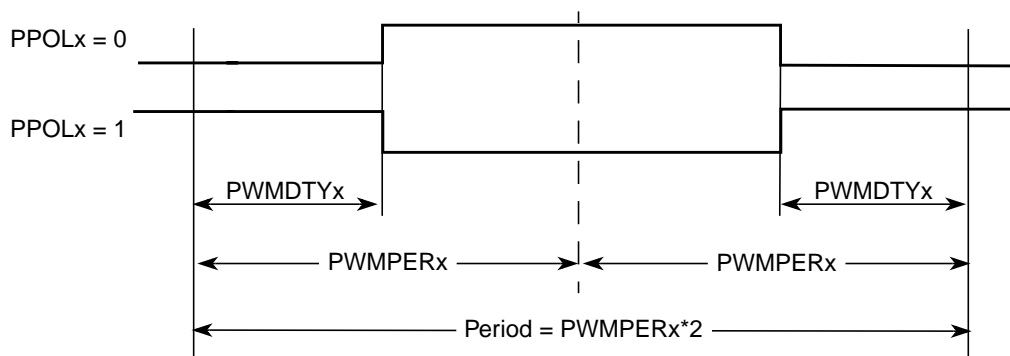 PPOLx = 0
PPOLx = 1
PWMDTYx PWMDTYx
PWMPERx PWMPERx
Period = PWMPERx*2